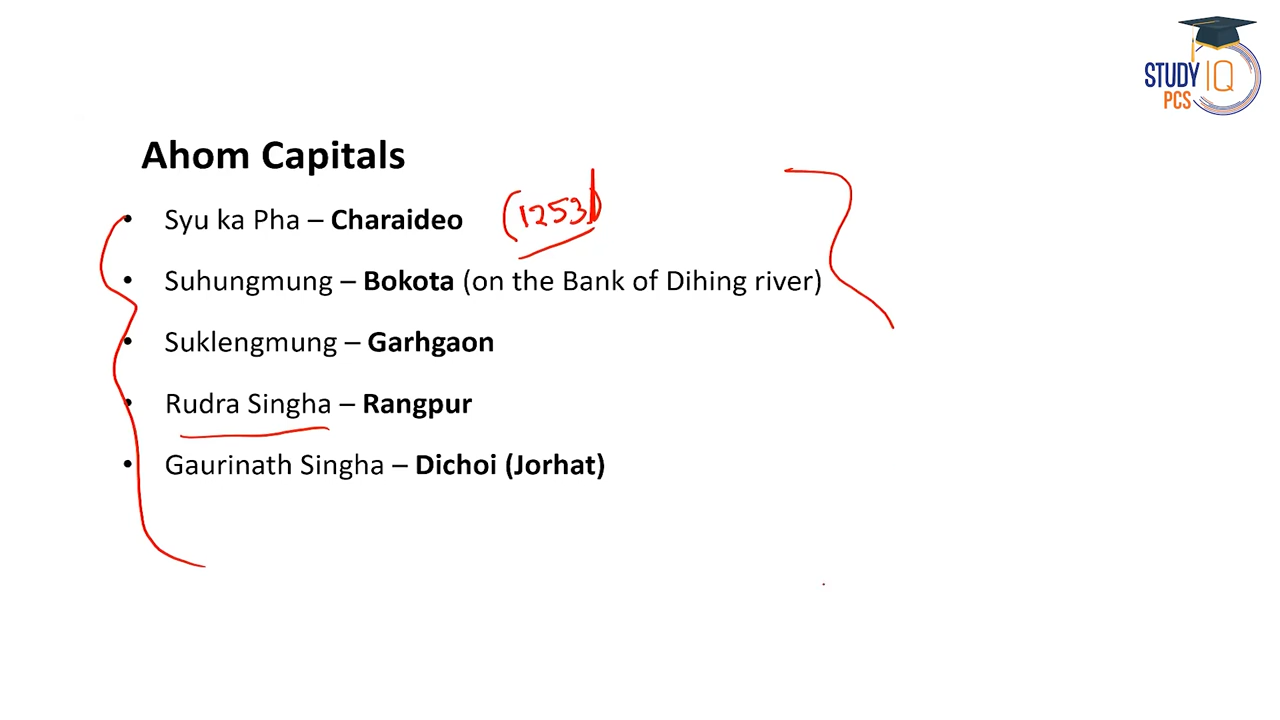 STUDY IQ
PCS
Ahom Capitals
• Syu ka Pha – Charaideo (1253)
• Suhungmung – Bokota (on the Bank of Dihing river)
• Suklengmung – Garhgaon
• Rudra Singha – Rangpur
• Gaurinath Singha – Dichoi (Jorhat)